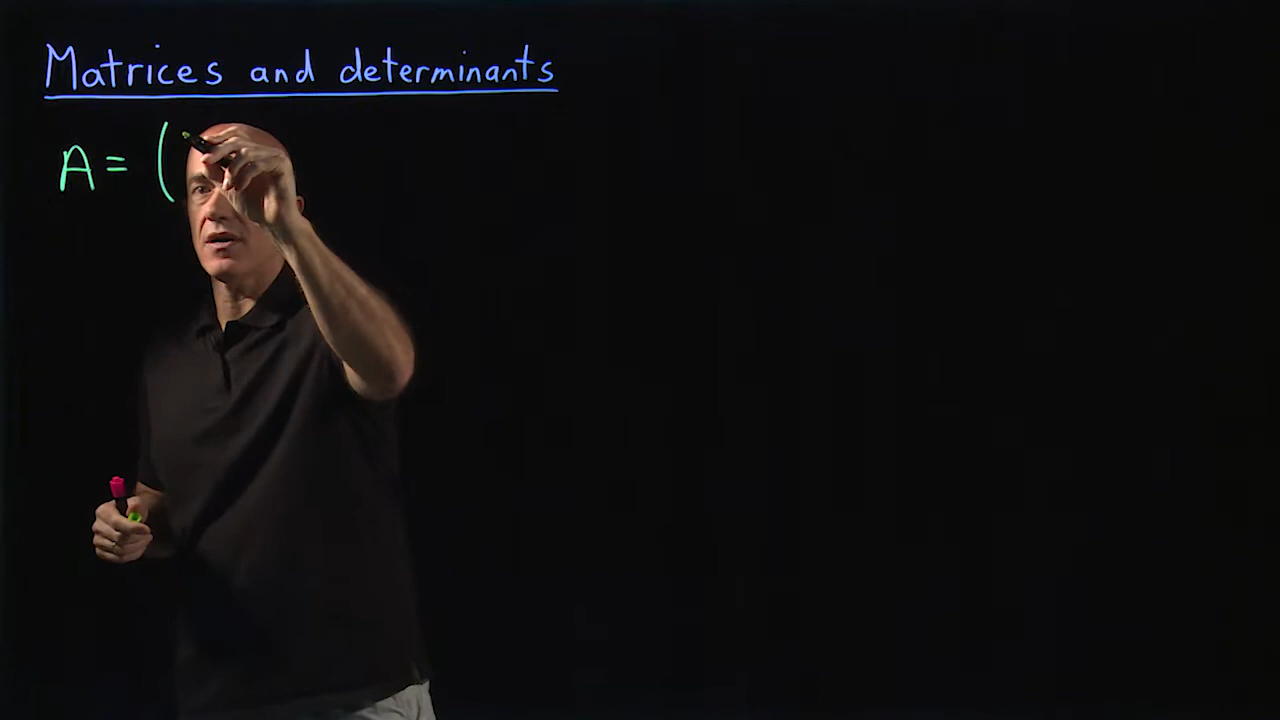 Matrices and determinants
A = (